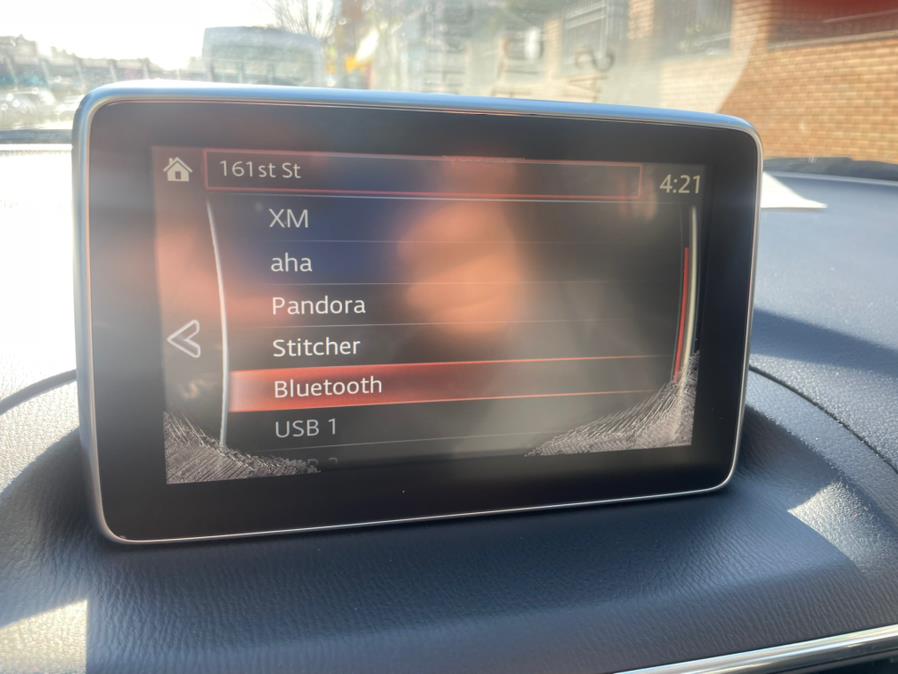 161st St
4:21
XM
aha
Pandora
Stitcher
Bluetooth
USB 1